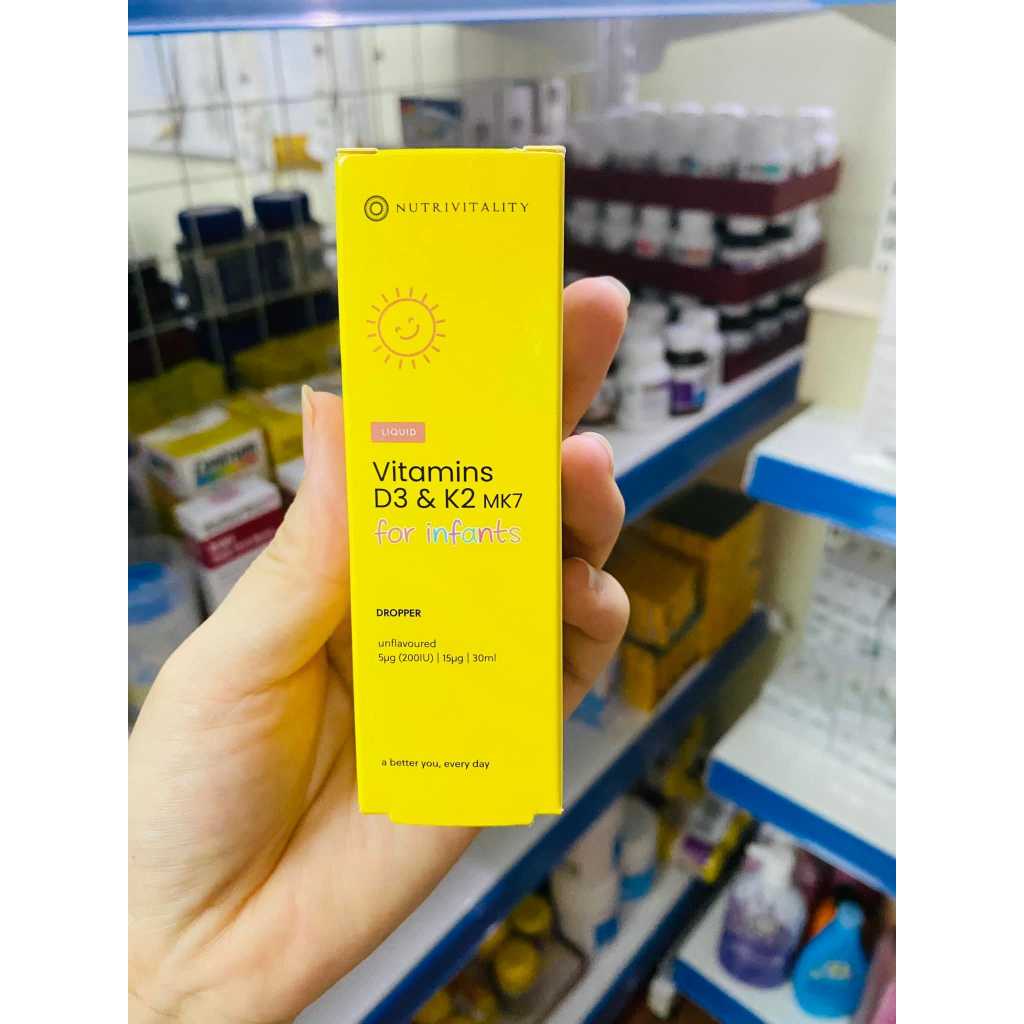 NUTRIVITALITY
LIQUID
Vitamins
D3 & K2 MK7
for infants
DROPPER
unflavoured
5µg (200IU) | 15µg | 30ml
a better you, every day